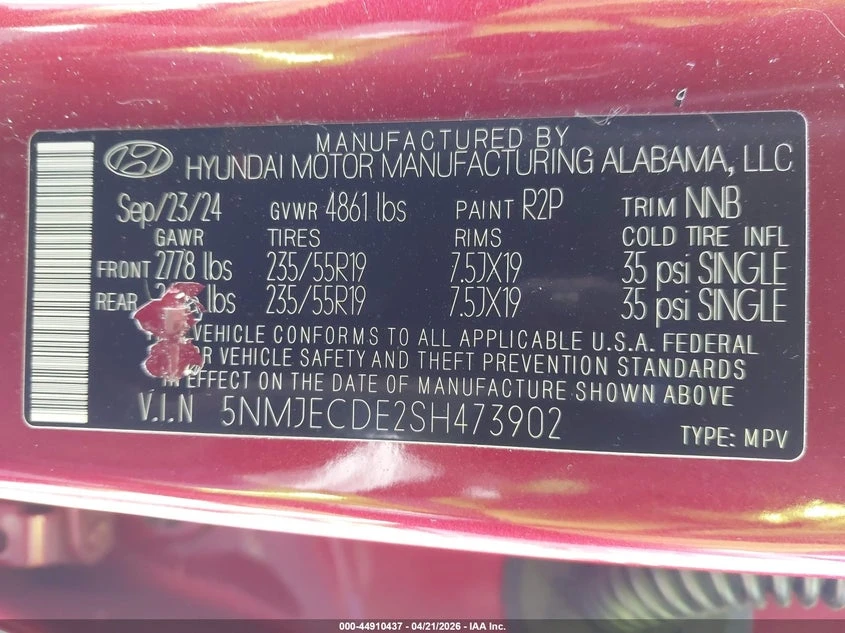 MANUFACTURED BY
HYUNDAI MOTOR MANUFACTURING ALABAMA, LLC
Sep/23/24 GVWR 4861 lbs PAINT R2P TRIM NNB
GAWR TIRES RIMS COLD TIRE INFL
FRONT 2778 lbs 235/55R19 7.5JX19 35 psi SINGLE
REAR lbs 235/55R19 7.5JX19 35 psi SINGLE
VEHICLE CONFORMS TO ALL APPLICABLE U.S.A. FEDERAL
VEHICLE SAFETY AND THEFT PREVENTION STANDARDS
IN EFFECT ON THE DATE OF MANUFACTURE SHOWN ABOVE
V.I.N 5NMJECDE2SH473902
TYPE: MPV
000-44910437 - 04/21/2026 - IAA Inc.